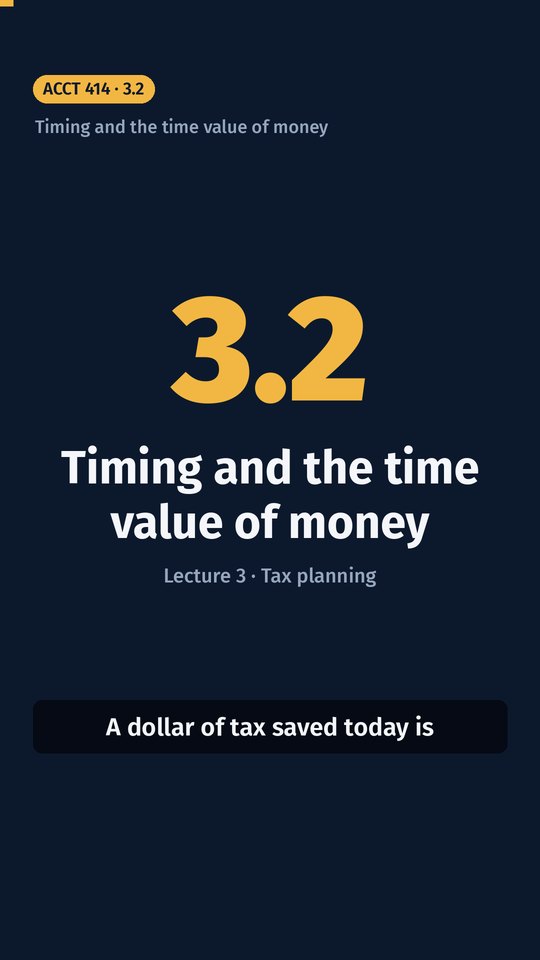 ACCT 414 · 3.2
Timing and the time value of money
3.2
Timing and the time
value of money
Lecture 3 · Tax planning
A dollar of tax saved today is